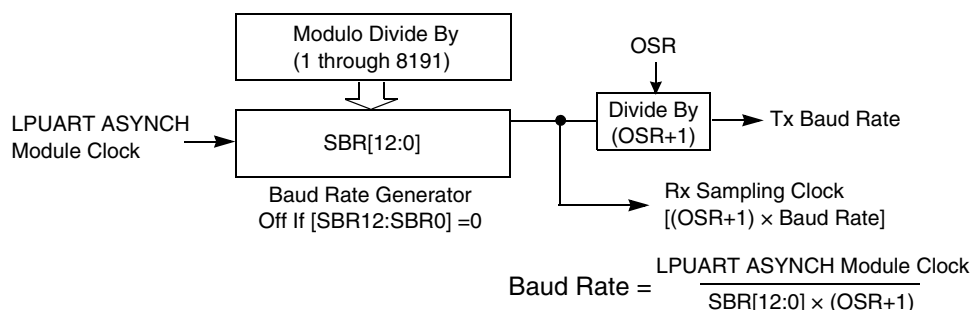 Modulo Divide By
(1 through 8191)
OSR
LPUART ASYNCH
Module Clock
SBR[12:0]
Divide By
(OSR+1)
Tx Baud Rate
Baud Rate Generator
Off If [SBR12:SBR0] =0
Rx Sampling Clock
[(OSR+1) × Baud Rate]
Baud Rate = LPUART ASYNCH Module Clock
SBR[12:0] × (OSR+1)